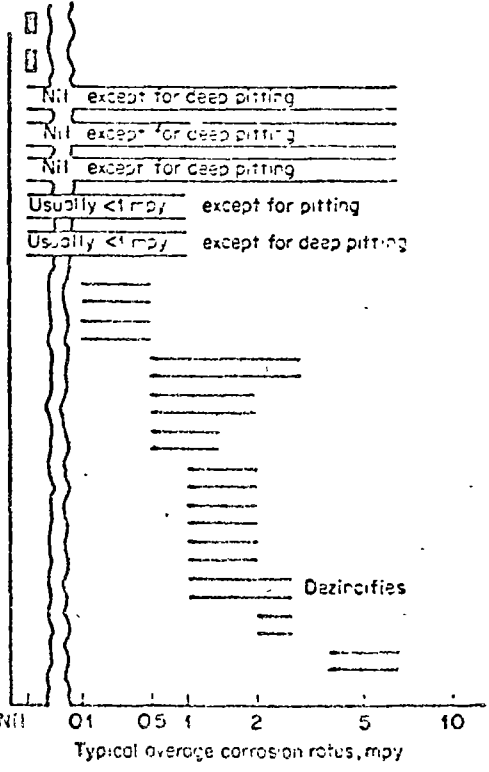 Nil except for deep pitting
Nil except for deep pitting
Nil except for deep pitting
Usually <1 mpy except for pitting
Usually <1 mpy except for deep pitting
Dezincifies
Nil 0.1 0.5 1 2 5 10
Typical average corrosion rates, mpy